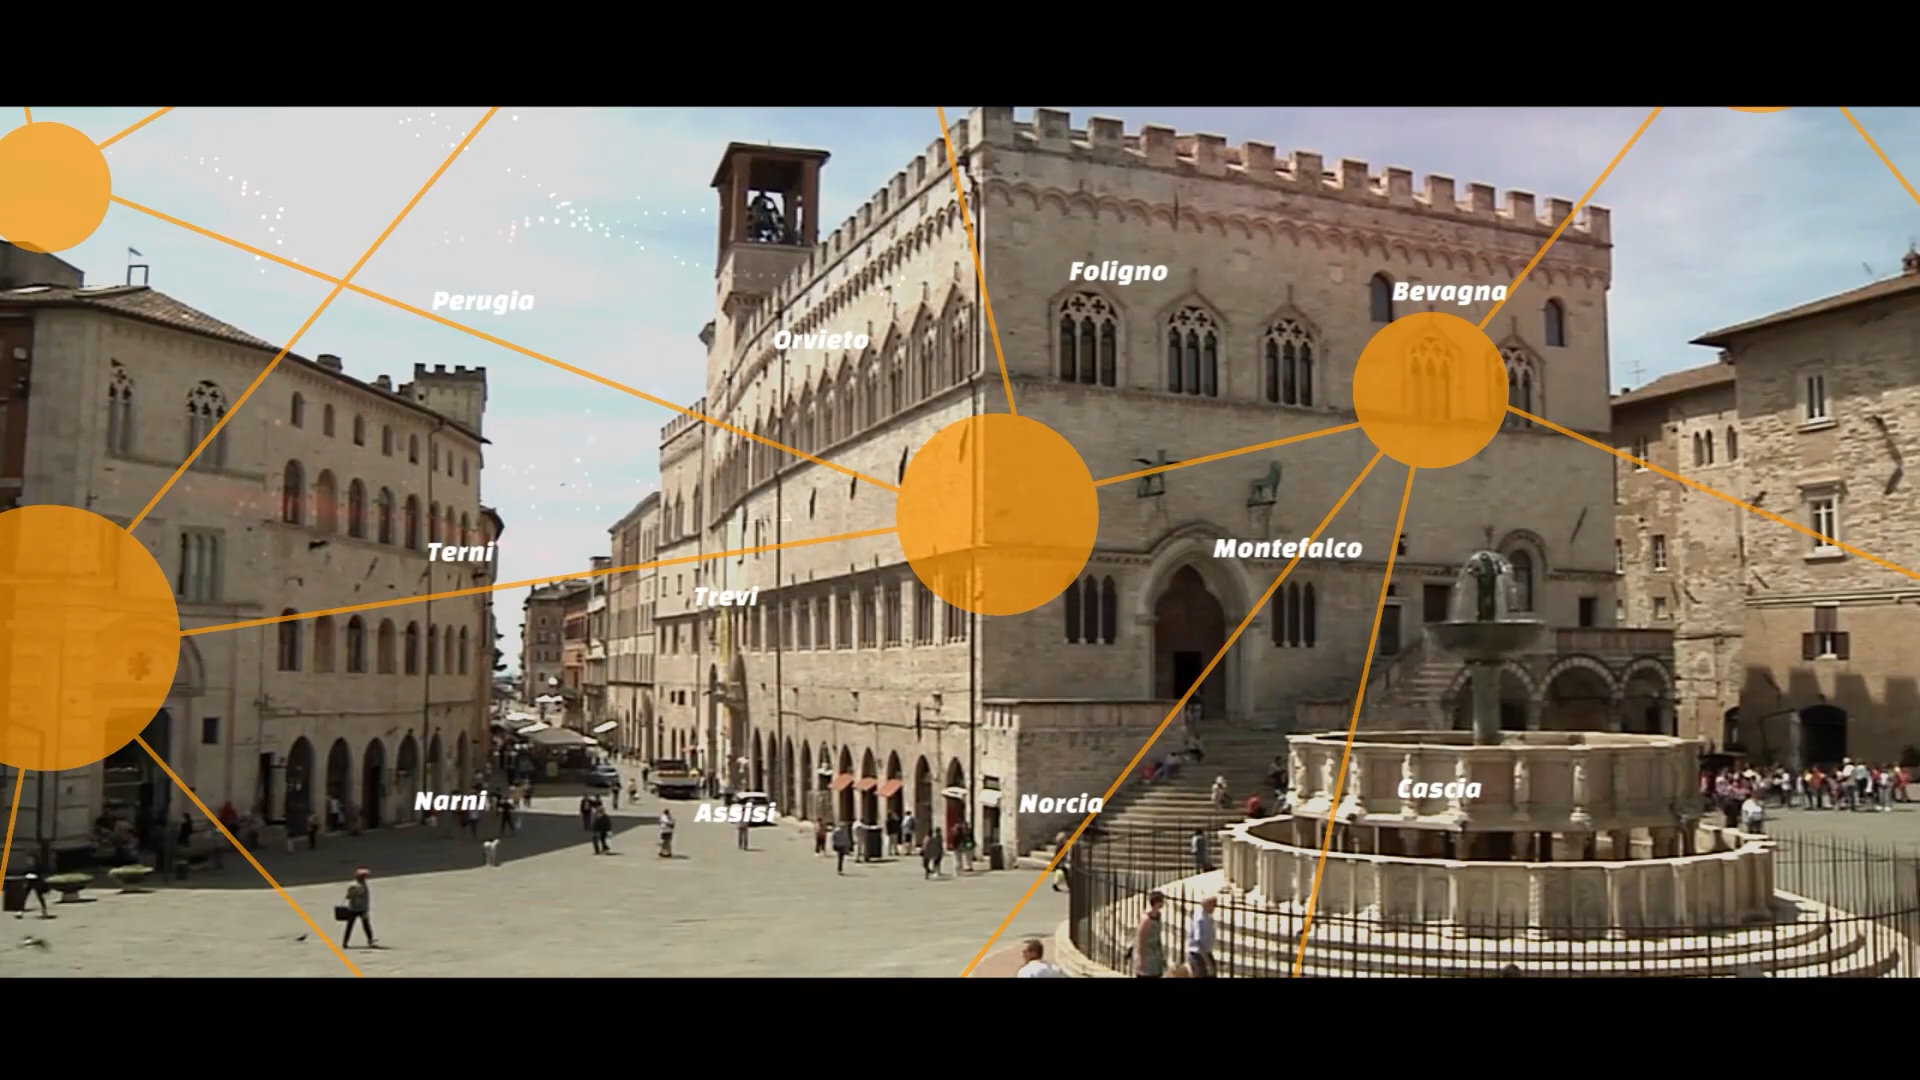 Foligno
Bevagna
Perugia
Orvieto
Montefalco
Terni
Trevi
Cascia
Narni
Norcia
Assisi